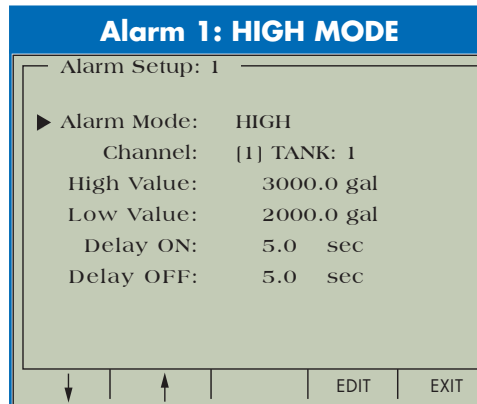 Alarm 1: HIGH MODE
Alarm Setup: 1
Alarm Mode: HIGH
Channel: [1] TANK: 1
High Value: 3000.0 gal
Low Value: 2000.0 gal
Delay ON: 5.0 sec
Delay OFF: 5.0 sec
EDIT EXIT